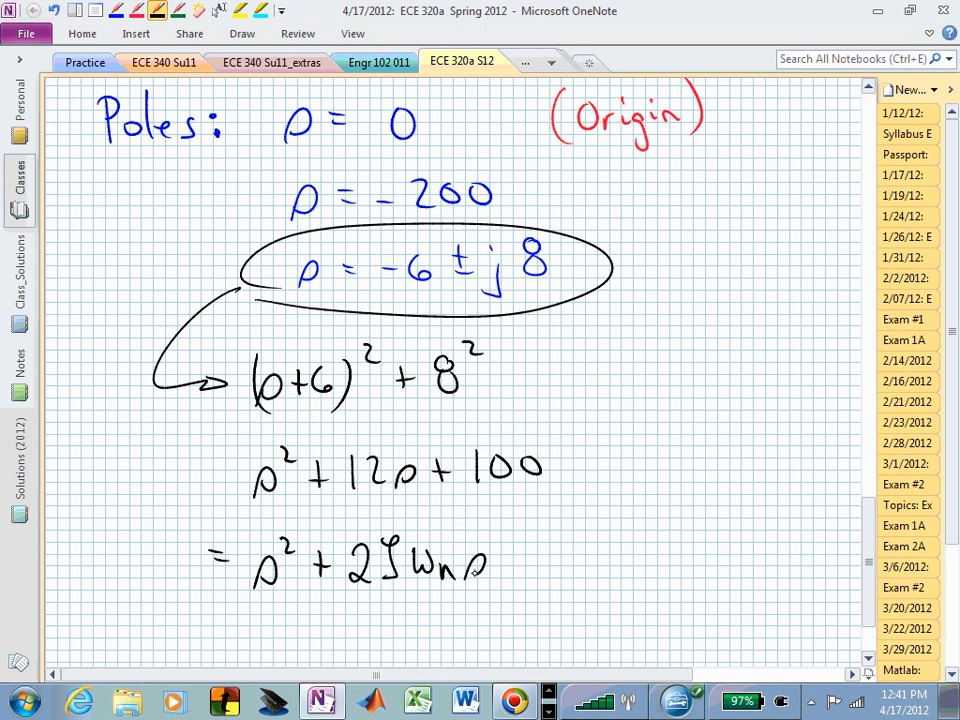 4/17/2012: ECE 320a Spring 2012 - Microsoft OneNote
File Home Insert Share Draw Review View
Practice ECE 340 Su11 ECE 340 Su11_extras Engr 102 011 ECE 320a S12 ... Search All Notebooks (Ctrl+E)
Personal
Classes
Class_Solutions
Notes
Solutions (2012)
Poles: s = 0 (Origin)
s = -200
s = -6 ± j 8
(s+6)² + 8²
s² + 12s + 100
= s² + 2ζωn s
New...
1/12/12:
Syllabus E
Passport:
1/17/12:
1/19/12:
1/24/12:
1/26/12: E
1/31/12:
2/2/2012:
2/07/12: E
Exam #1
Exam 1A
2/14/2012
2/16/2012
2/21/2012
2/23/2012
2/28/2012
3/1/2012:
Exam #2
Topics: Ex
Exam 1A
Exam 2A
3/6/2012:
Exam #2
3/20/2012
3/22/2012
3/29/2012
Matlab:
97%
12:41 PM
4/17/2012